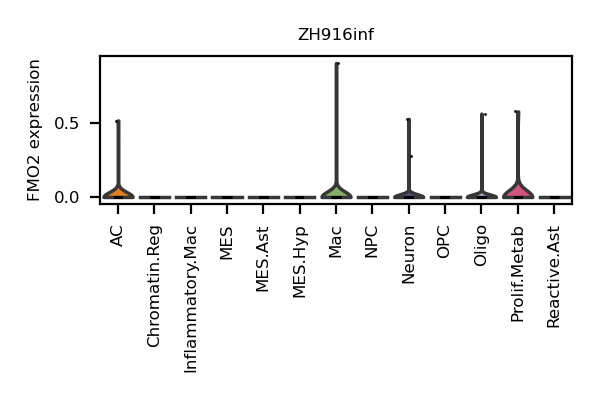 ZH916inf
FMO2 expression
0.5
0.0
AC
Chromatin.Reg
Inflammatory.Mac
MES
MES.Ast
MES.Hyp
Mac
NPC
Neuron
OPC
Oligo
Prolif.Metab
Reactive.Ast